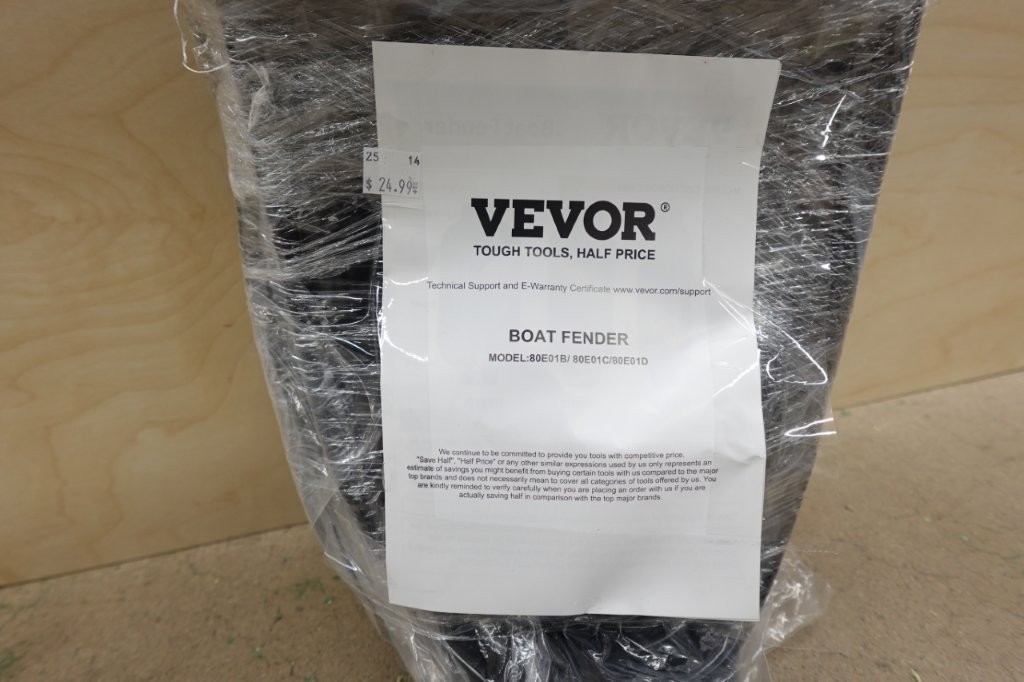 25 14
$ 24.99
VEVOR®
TOUGH TOOLS, HALF PRICE
Technical Support and E-Warranty Certificate www.vevor.com/support
BOAT FENDER
MODEL:80E01B/ 80E01C/80E01D
We continue to be committed to provide you tools with competitive price.
"Save Half", "Half Price" or any other similar expressions used by us only represents an
estimate of savings you might benefit from buying certain tools with us compared to the major
top brands and does not necessarily mean to cover all categories of tools offered by us. You
are kindly reminded to verify carefully when you are placing an order with us if you are
actually saving half in comparison with the top major brands.